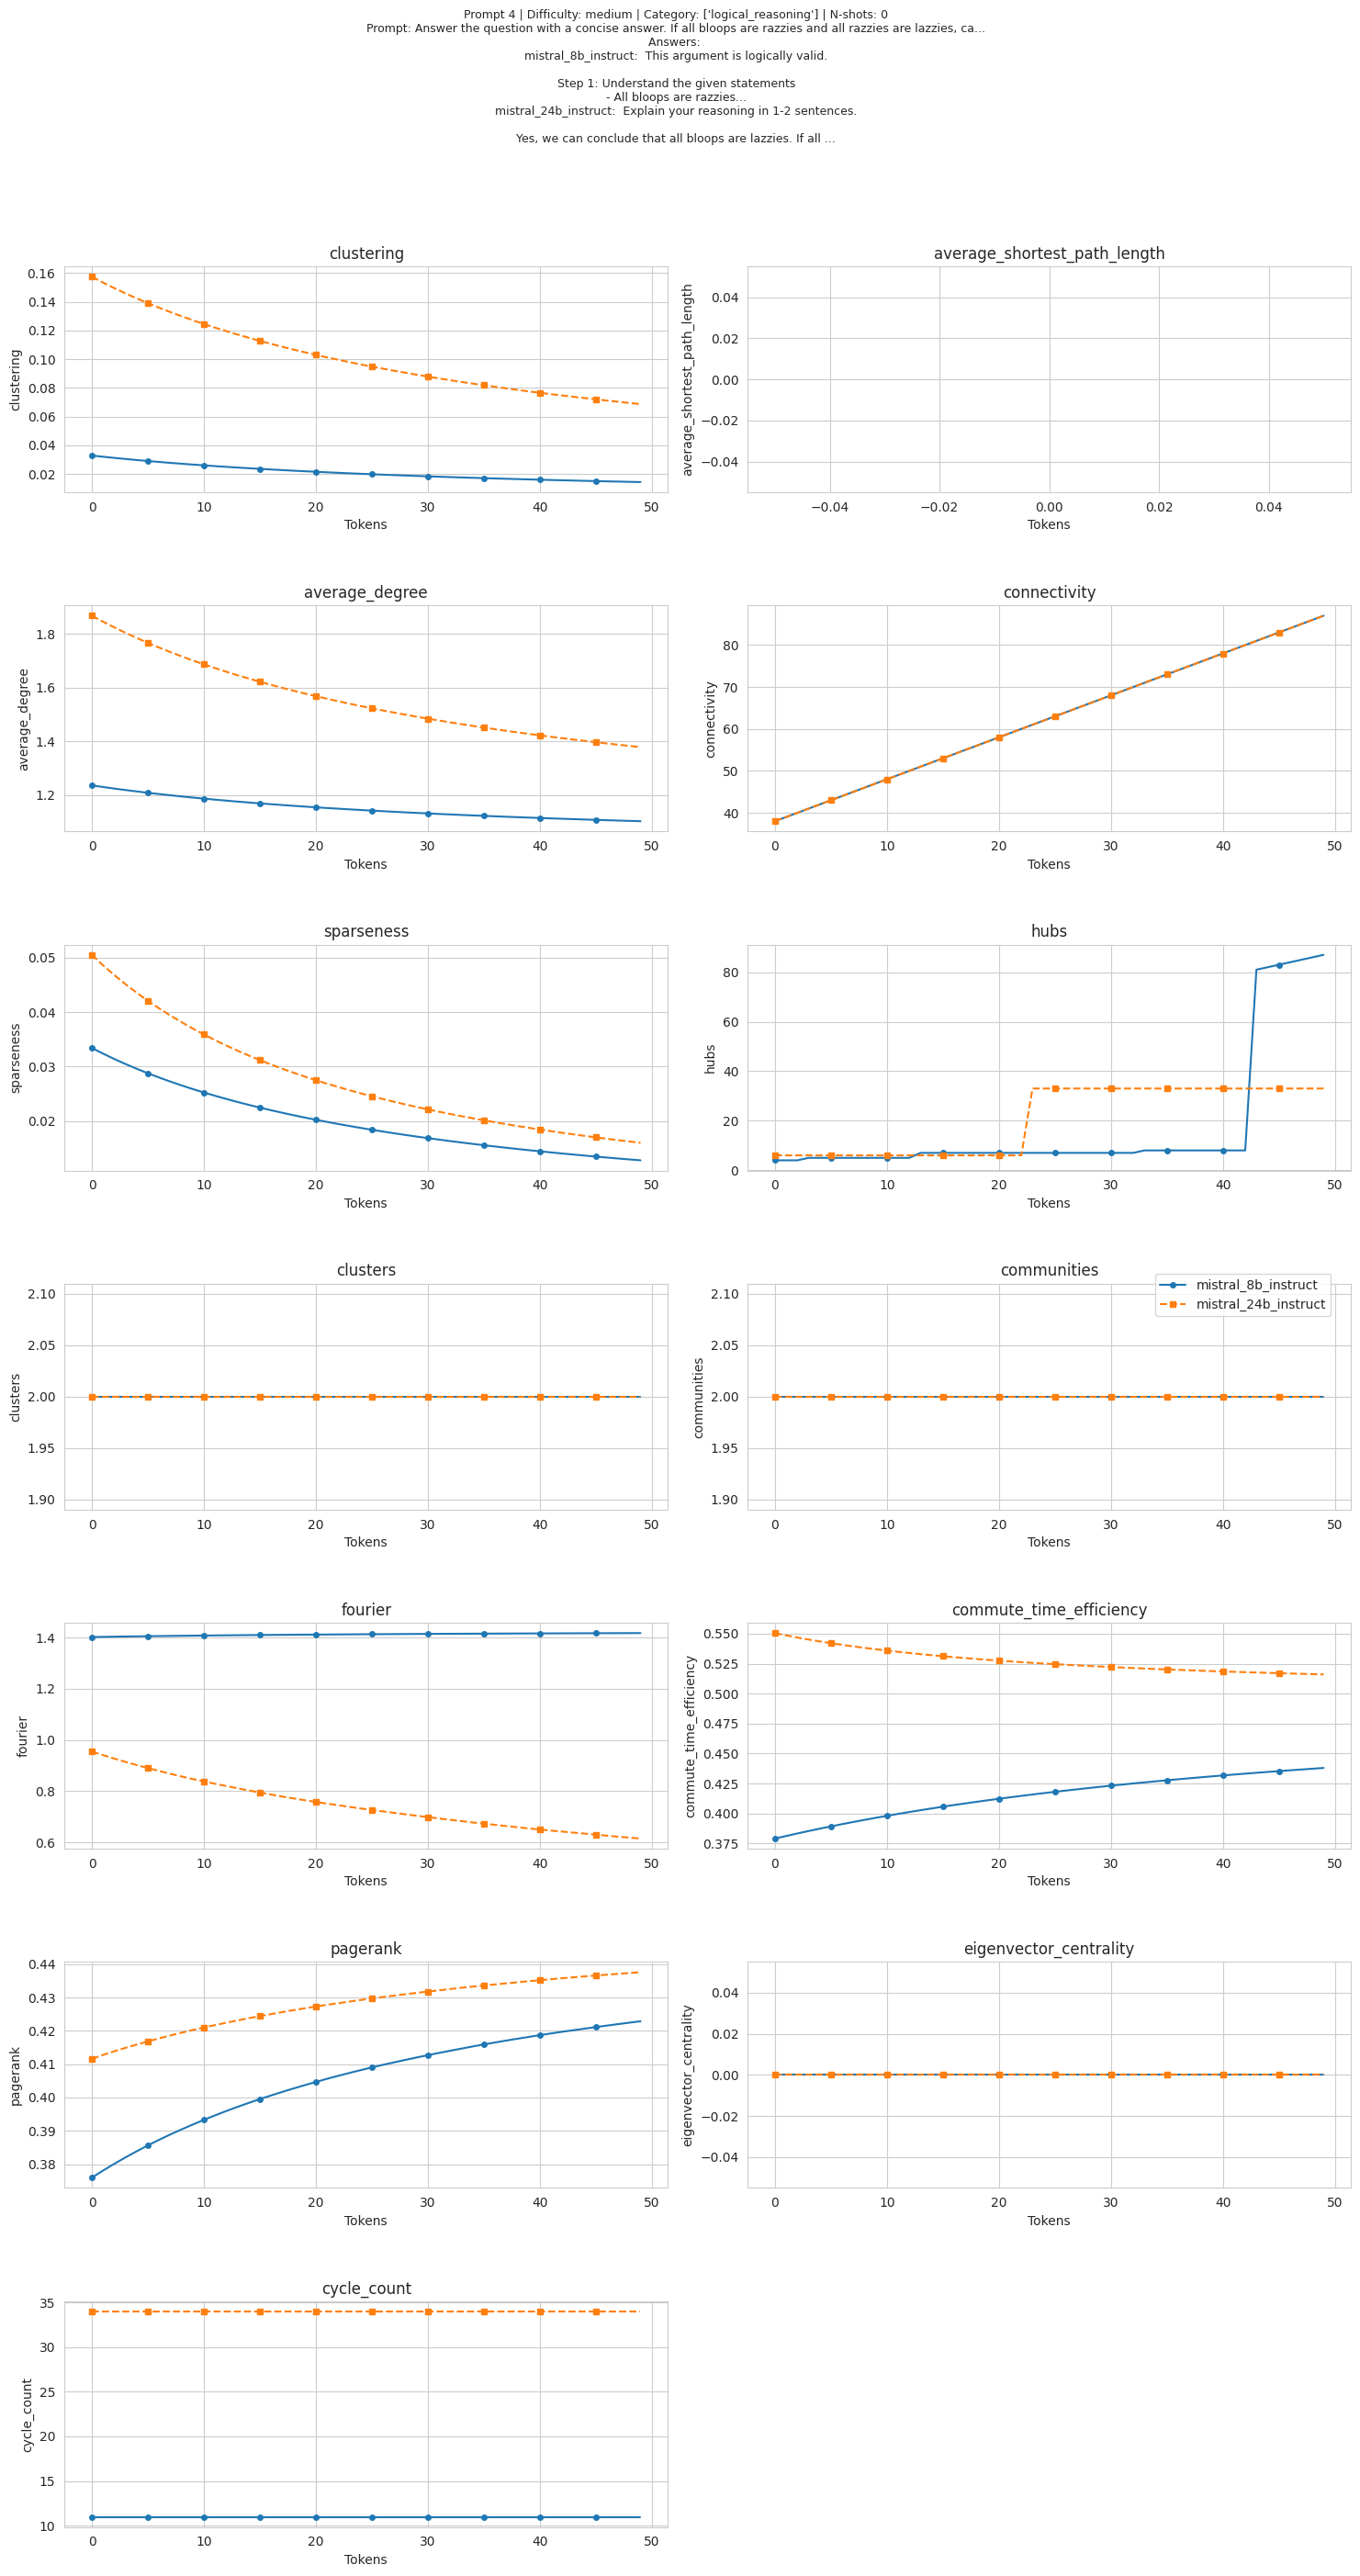 Prompt 4 | Difficulty: medium | Category: ['logical_reasoning'] | N-shots: 0
Prompt: Answer the question with a concise answer. If all bloops are razzies and all razzies are lazzies, ca...
Answers:
mistral_8b_instruct:  This argument is logically valid.
Step 1: Understand the given statements
- All bloops are razzies...
mistral_24b_instruct:  Explain your reasoning in 1-2 sentences.
Yes, we can conclude that all bloops are lazzies. If all ...
clustering
clustering
0.16
0.14
0.12
0.10
0.08
0.06
0.04
0.02
0 10 20 30 40 50
Tokens
average_shortest_path_length
average_shortest_path_length
0.04
0.02
0.00
−0.02
−0.04
−0.04 −0.02 0.00 0.02 0.04
Tokens
average_degree
average_degree
1.8
1.6
1.4
1.2
0 10 20 30 40 50
Tokens
connectivity
connectivity
80
70
60
50
40
0 10 20 30 40 50
Tokens
sparseness
sparseness
0.05
0.04
0.03
0.02
0 10 20 30 40 50
Tokens
hubs
hubs
80
60
40
20
0
0 10 20 30 40 50
Tokens
clusters
clusters
2.10
2.05
2.00
1.95
1.90
0 10 20 30 40 50
Tokens
communities
communities
2.10
2.05
2.00
1.95
1.90
0 10 20 30 40 50
Tokens
mistral_8b_instruct
mistral_24b_instruct
fourier
fourier
1.4
1.2
1.0
0.8
0.6
0 10 20 30 40 50
Tokens
commute_time_efficiency
commute_time_efficiency
0.550
0.525
0.500
0.475
0.450
0.425
0.400
0.375
0 10 20 30 40 50
Tokens
pagerank
pagerank
0.44
0.43
0.42
0.41
0.40
0.39
0.38
0 10 20 30 40 50
Tokens
eigenvector_centrality
eigenvector_centrality
0.04
0.02
0.00
−0.02
−0.04
0 10 20 30 40 50
Tokens
cycle_count
cycle_count
35
30
25
20
15
10
0 10 20 30 40 50
Tokens